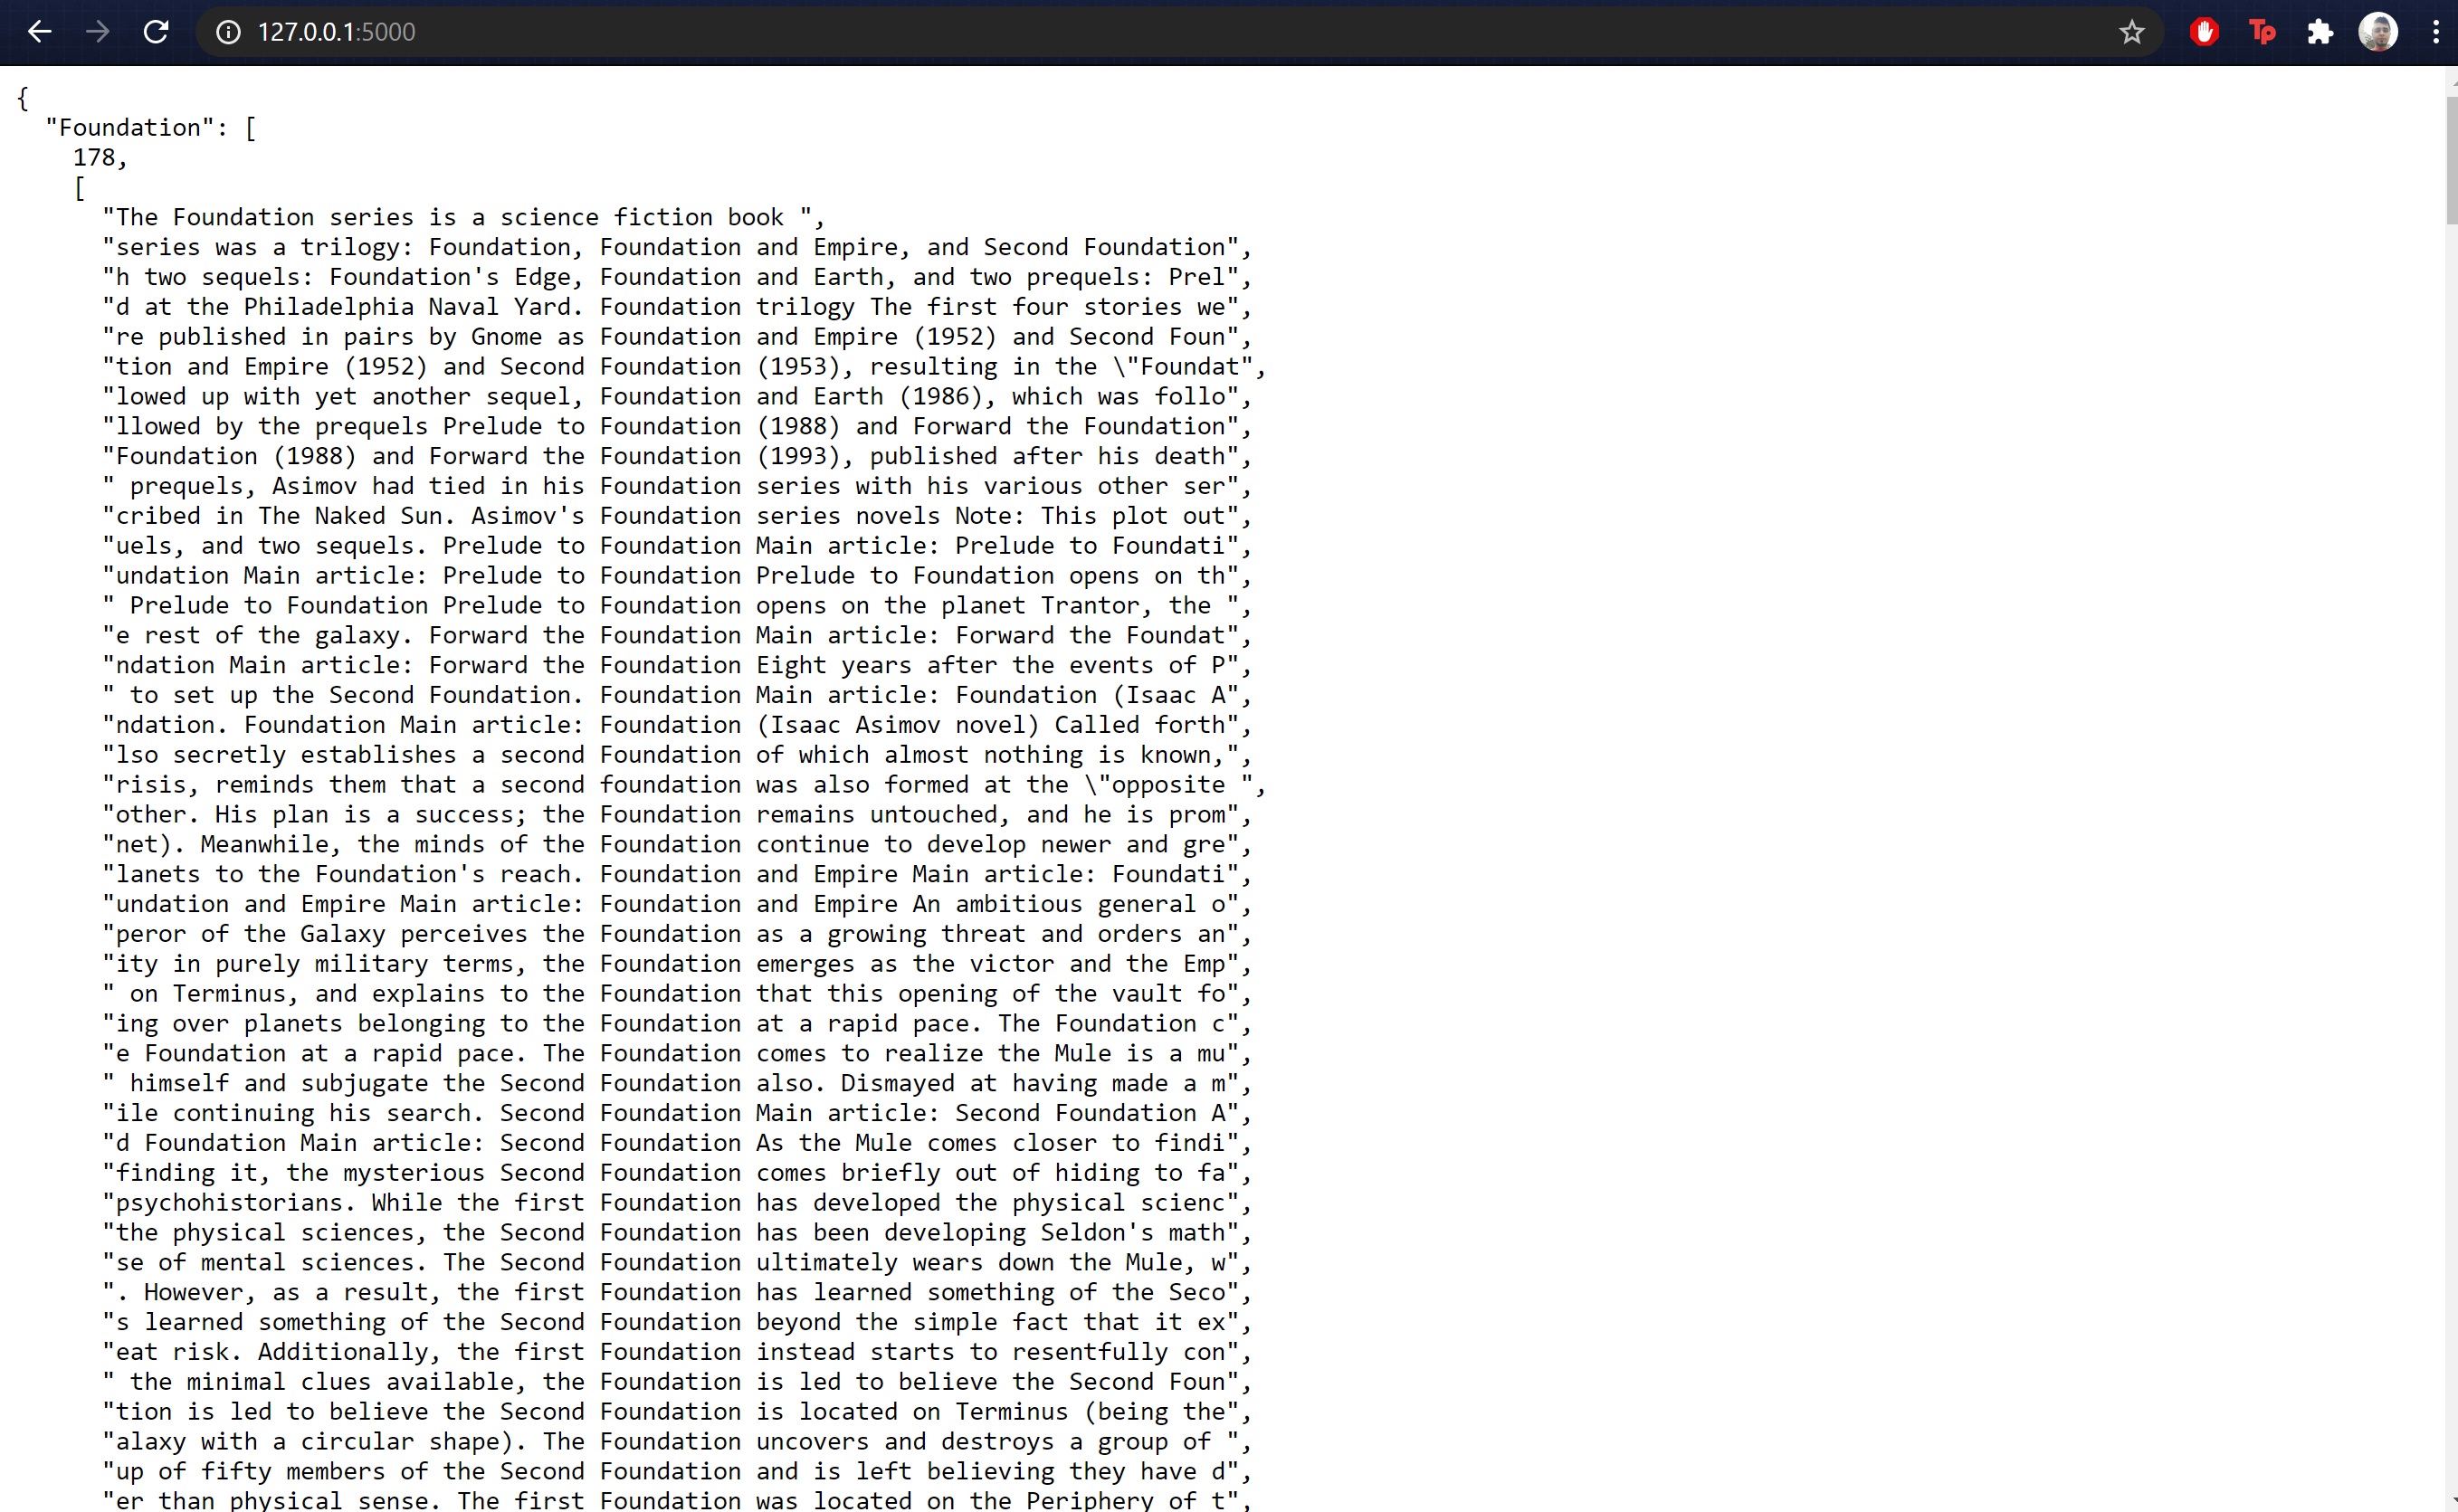 127.0.0.1:5000
Tp
{
  "Foundation": [
    178,
    [
      "The Foundation series is a science fiction book ",
      "series was a trilogy: Foundation, Foundation and Empire, and Second Foundation",
      "h two sequels: Foundation's Edge, Foundation and Earth, and two prequels: Prel",
      "d at the Philadelphia Naval Yard. Foundation trilogy The first four stories we",
      "re published in pairs by Gnome as Foundation and Empire (1952) and Second Foun",
      "tion and Empire (1952) and Second Foundation (1953), resulting in the \"Foundat",
      "lowed up with yet another sequel, Foundation and Earth (1986), which was follo",
      "llowed by the prequels Prelude to Foundation (1988) and Forward the Foundation",
      "Foundation (1988) and Forward the Foundation (1993), published after his death",
      " prequels, Asimov had tied in his Foundation series with his various other ser",
      "cribed in The Naked Sun. Asimov's Foundation series novels Note: This plot out",
      "uels, and two sequels. Prelude to Foundation Main article: Prelude to Foundati",
      "undation Main article: Prelude to Foundation Prelude to Foundation opens on th",
      " Prelude to Foundation Prelude to Foundation opens on the planet Trantor, the ",
      "e rest of the galaxy. Forward the Foundation Main article: Forward the Foundat",
      "ndation Main article: Forward the Foundation Eight years after the events of P",
      " to set up the Second Foundation. Foundation Main article: Foundation (Isaac A",
      "ndation. Foundation Main article: Foundation (Isaac Asimov novel) Called forth",
      "lso secretly establishes a second Foundation of which almost nothing is known,",
      "risis, reminds them that a second foundation was also formed at the \"opposite ",
      "other. His plan is a success; the Foundation remains untouched, and he is prom",
      "net). Meanwhile, the minds of the Foundation continue to develop newer and gre",
      "lanets to the Foundation's reach. Foundation and Empire Main article: Foundati",
      "undation and Empire Main article: Foundation and Empire An ambitious general o",
      "peror of the Galaxy perceives the Foundation as a growing threat and orders an",
      "ity in purely military terms, the Foundation emerges as the victor and the Emp",
      " on Terminus, and explains to the Foundation that this opening of the vault fo",
      "ing over planets belonging to the Foundation at a rapid pace. The Foundation c",
      "e Foundation at a rapid pace. The Foundation comes to realize the Mule is a mu",
      " himself and subjugate the Second Foundation also. Dismayed at having made a m",
      "ile continuing his search. Second Foundation Main article: Second Foundation A",
      "d Foundation Main article: Second Foundation As the Mule comes closer to findi",
      "finding it, the mysterious Second Foundation comes briefly out of hiding to fa",
      "psychohistorians. While the first Foundation has developed the physical scienc",
      "the physical sciences, the Second Foundation has been developing Seldon's math",
      "se of mental sciences. The Second Foundation ultimately wears down the Mule, w",
      ". However, as a result, the first Foundation has learned something of the Seco",
      "s learned something of the Second Foundation beyond the simple fact that it ex",
      "eat risk. Additionally, the first Foundation instead starts to resentfully con",
      " the minimal clues available, the Foundation is led to believe the Second Foun",
      "tion is led to believe the Second Foundation is located on Terminus (being the",
      "alaxy with a circular shape). The Foundation uncovers and destroys a group of ",
      "up of fifty members of the Second Foundation and is left believing they have d",
      "er than physical sense. The first Foundation was located on the Periphery of t",